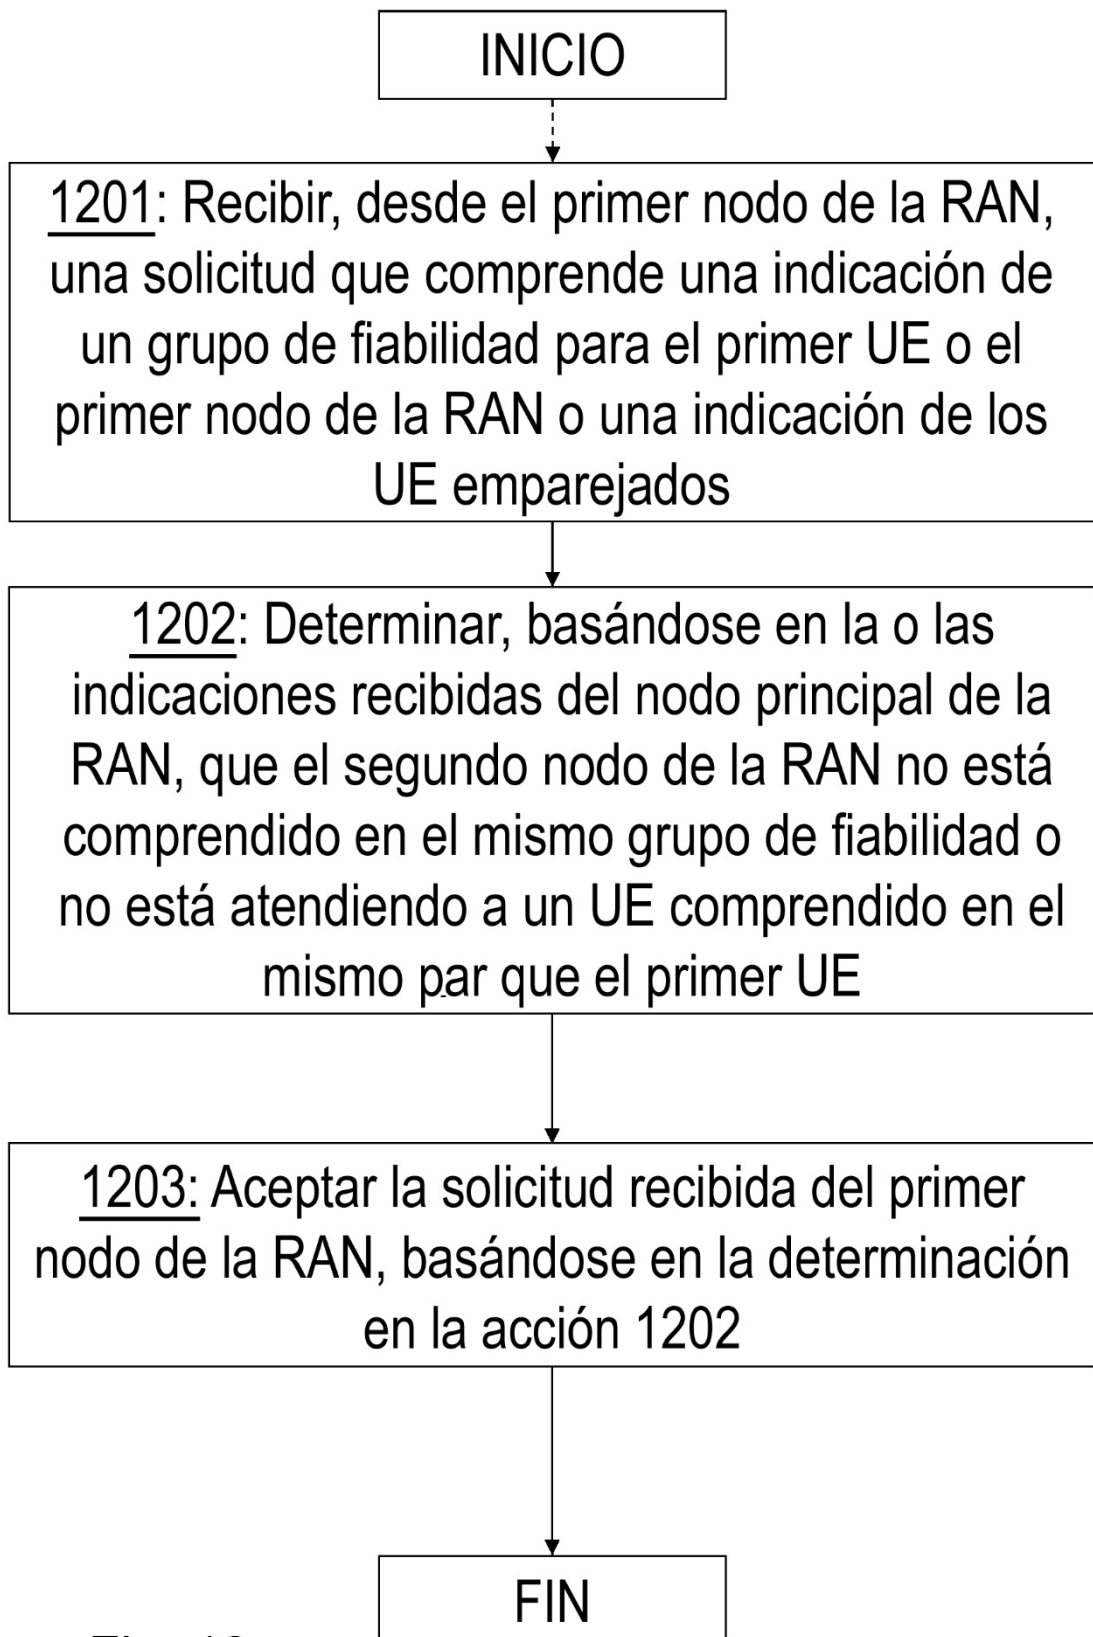 INICIO
1201: Recibir, desde el primer nodo de la RAN,
una solicitud que comprende una indicación de
un grupo de fiabilidad para el primer UE o el
primer nodo de la RAN o una indicación de los
UE emparejados
1202: Determinar, basándose en la o las
indicaciones recibidas del nodo principal de la
RAN, que el segundo nodo de la RAN no está
comprendido en el mismo grupo de fiabilidad o
no está atendiendo a un UE comprendido en el
mismo par que el primer UE
1203: Aceptar la solicitud recibida del primer
nodo de la RAN, basándose en la determinación
en la acción 1202
FIN